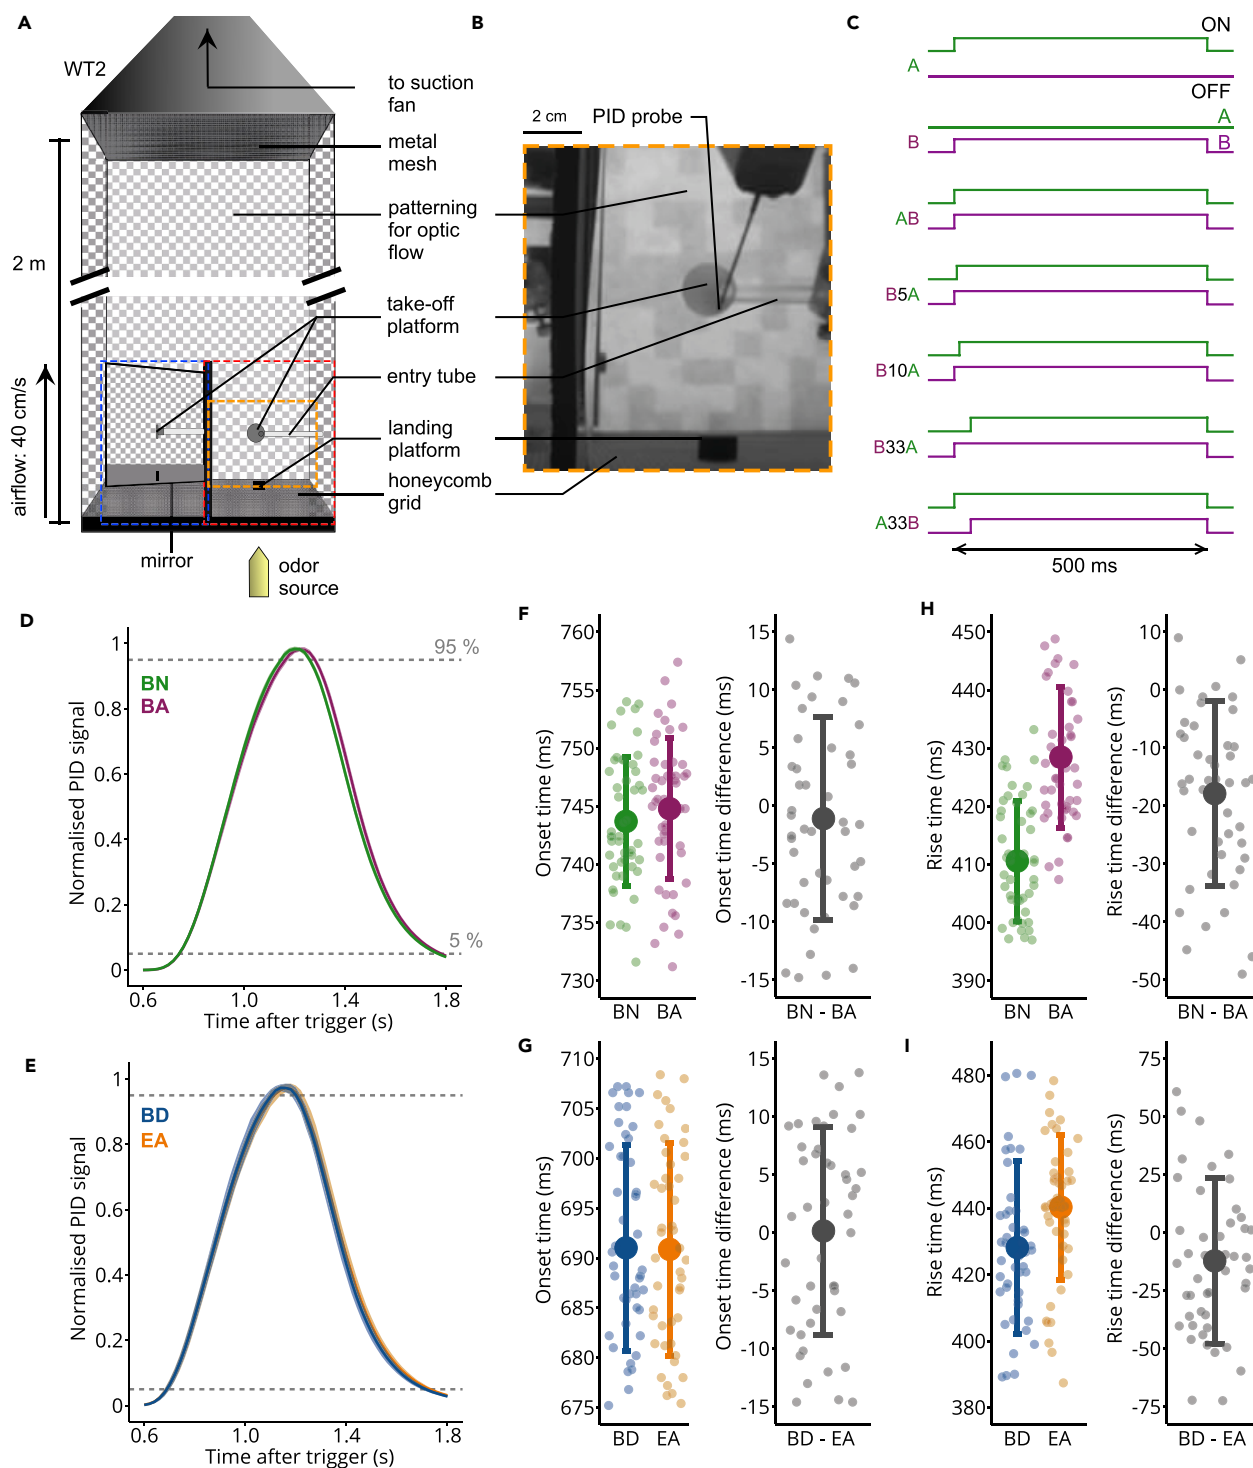 A
WT2
to suction
fan
metal
mesh
patterning
for optic
flow
2 m
take-off
platform
entry tube
airflow: 40 cm/s
landing
platform
honeycomb
grid
mirror
odor
source
B
2 cm
PID probe
C
ON
A
OFF
A
B
B
AB
B5A
B10A
B33A
A33B
500 ms
D
Normalised PID signal
1
0.8
0.6
0.4
0.2
0
95 %
BN
BA
5 %
0.6
1.0
1.4
1.8
Time after trigger (s)
E
Normalised PID signal
1
0.8
0.6
0.4
0.2
0
BD
EA
0.6
1.0
1.4
1.8
Time after trigger (s)
F
Onset time (ms)
760
755
750
745
740
735
730
BN BA
Onset time difference (ms)
15
10
5
0
-5
-10
-15
BN - BA
G
Onset time (ms)
710
705
700
695
690
685
680
675
BD EA
Onset time difference (ms)
15
10
5
0
-5
-10
-15
BD - EA
H
Rise time (ms)
450
440
430
420
410
400
390
BN BA
Rise time difference (ms)
10
0
-10
-20
-30
-40
-50
BN - BA
I
Rise time (ms)
480
460
440
420
400
380
BD EA
Rise time difference (ms)
75
50
25
0
-25
-50
-75
BD - EA